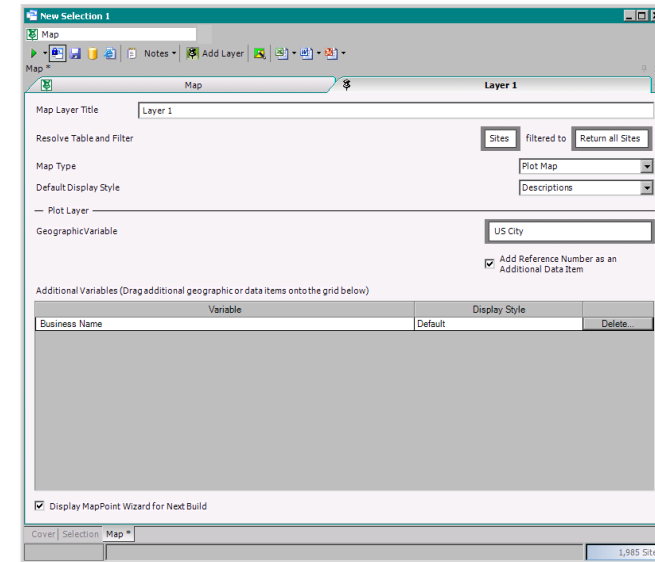 New Selection 1
Map
Notes Add Layer
Map *
Map Layer 1
Map Layer Title Layer 1
Resolve Table and Filter Sites filtered to Return all Sites
Map Type Plot Map
Default Display Style Descriptions
Plot Layer
GeographicVariable US City
Add Reference Number as an
Additional Data Item
Additional Variables (Drag additional geographic or data items onto the grid below)
Variable Display Style
Business Name Default Delete...
Display MapPoint Wizard for Next Build
Cover Selection Map *
1,985 Site